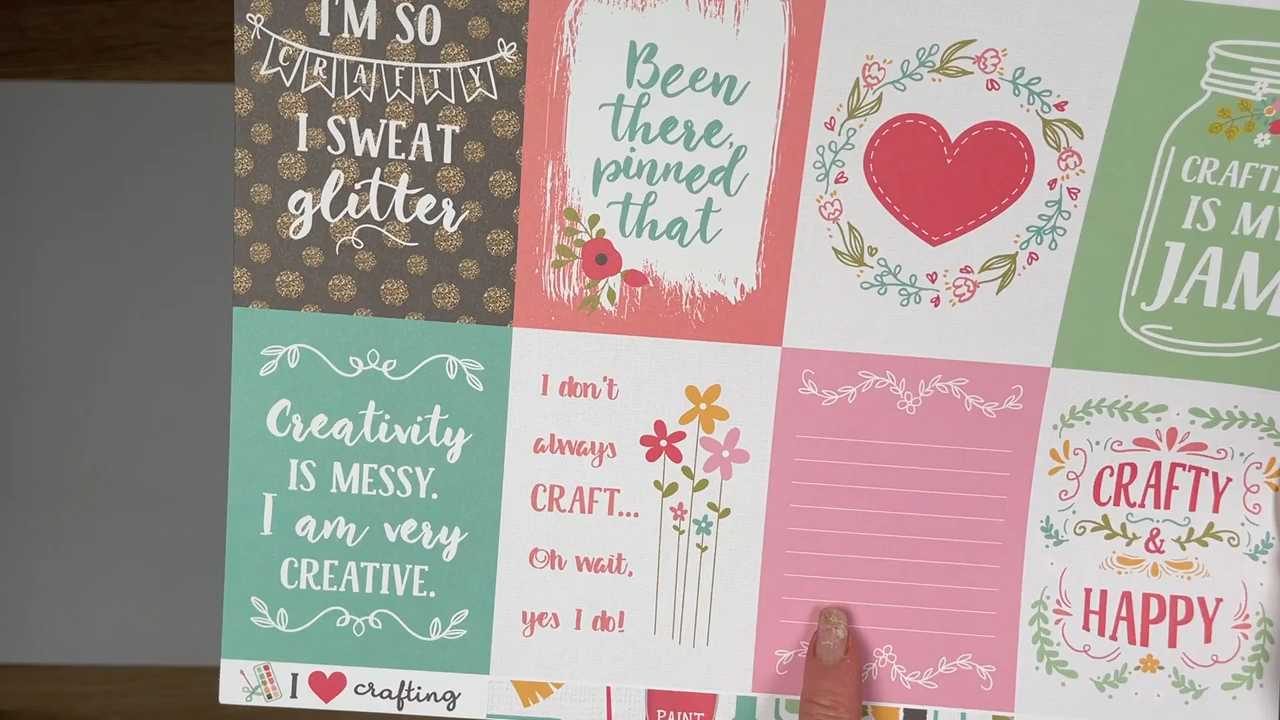 I'M SO
CRAFTY
I SWEAT
glitter
Been
there,
pinned
that
IS
JAM
Creativity
IS MESSY.
I am very
CREATIVE.
I don't
always
CRAFT...
Oh wait,
yes I do!
CRAFTY
&
HAPPY
I ❤ crafting
PAINT